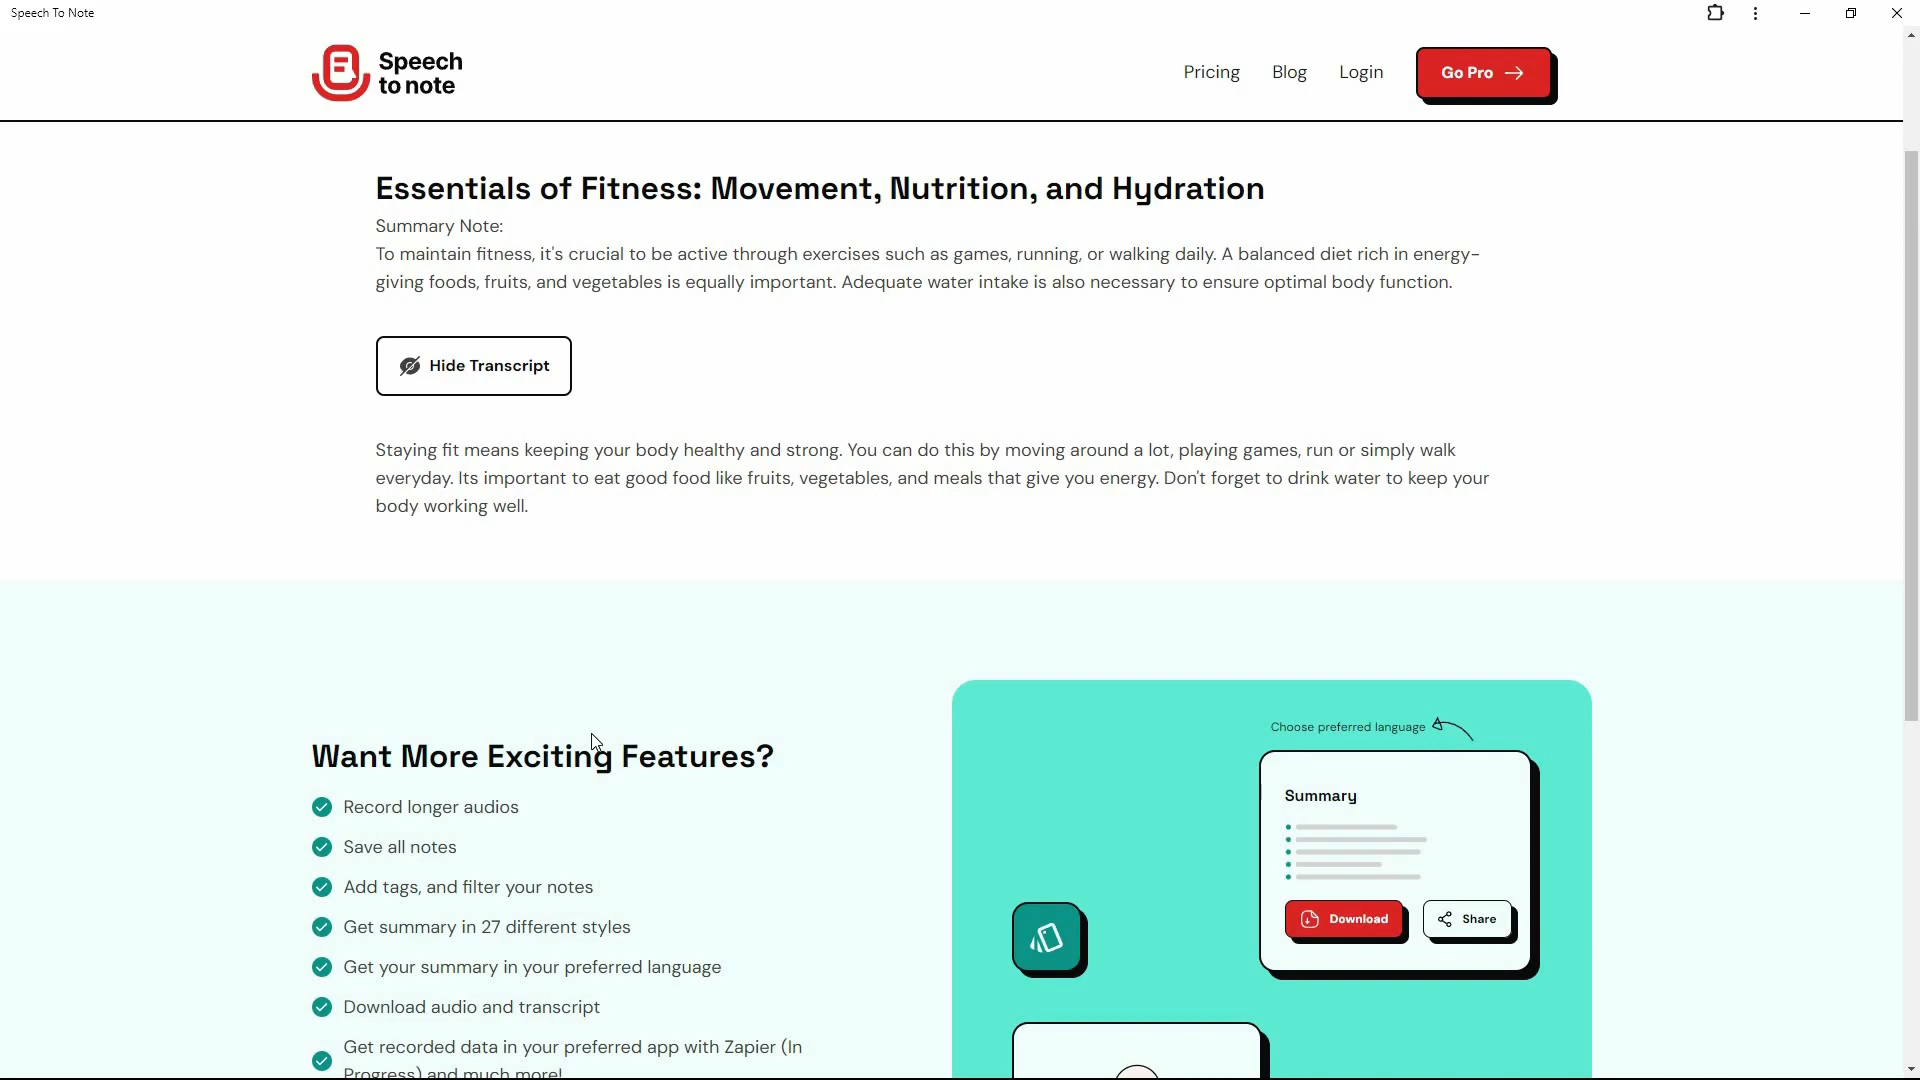 Speech To Note
Speech
to note
Pricing
Blog
Login
Go Pro
Essentials of Fitness: Movement, Nutrition, and Hydration
Summary Note:
To maintain fitness, it's crucial to be active through exercises such as games, running, or walking daily. A balanced diet rich in energy-
giving foods, fruits, and vegetables is equally important. Adequate water intake is also necessary to ensure optimal body function.
Hide Transcript
Staying fit means keeping your body healthy and strong. You can do this by moving around a lot, playing games, run or simply walk
everyday. Its important to eat good food like fruits, vegetables, and meals that give you energy. Don't forget to drink water to keep your
body working well.
Want More Exciting Features?
Record longer audios
Save all notes
Add tags, and filter your notes
Get summary in 27 different styles
Get your summary in your preferred language
Download audio and transcript
Get recorded data in your preferred app with Zapier (In
Progress) and much more!
Choose preferred language
Summary
Download
Share